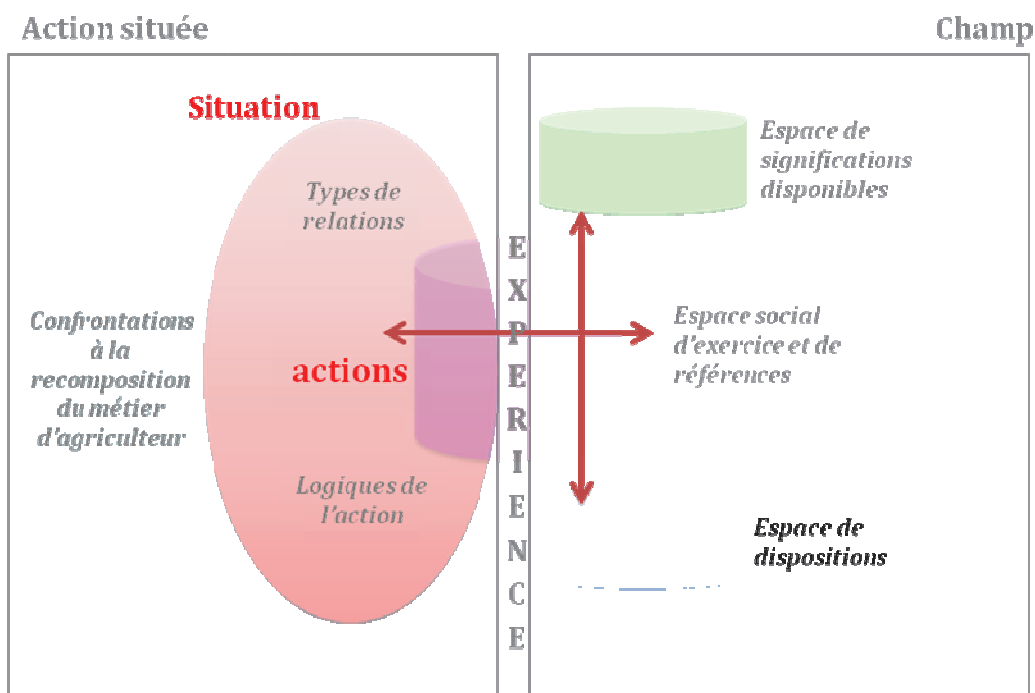 Action située
Champ
Situation
Types de
relations
Confrontations
à la
recomposition
du métier
d'agriculteur
actions
Logiques de
l'action
E
X
P
E
R
I
E
N
C
E
Espace de
significations
disponibles
Espace social
d'exercice et de
références
Espace de
dispositions